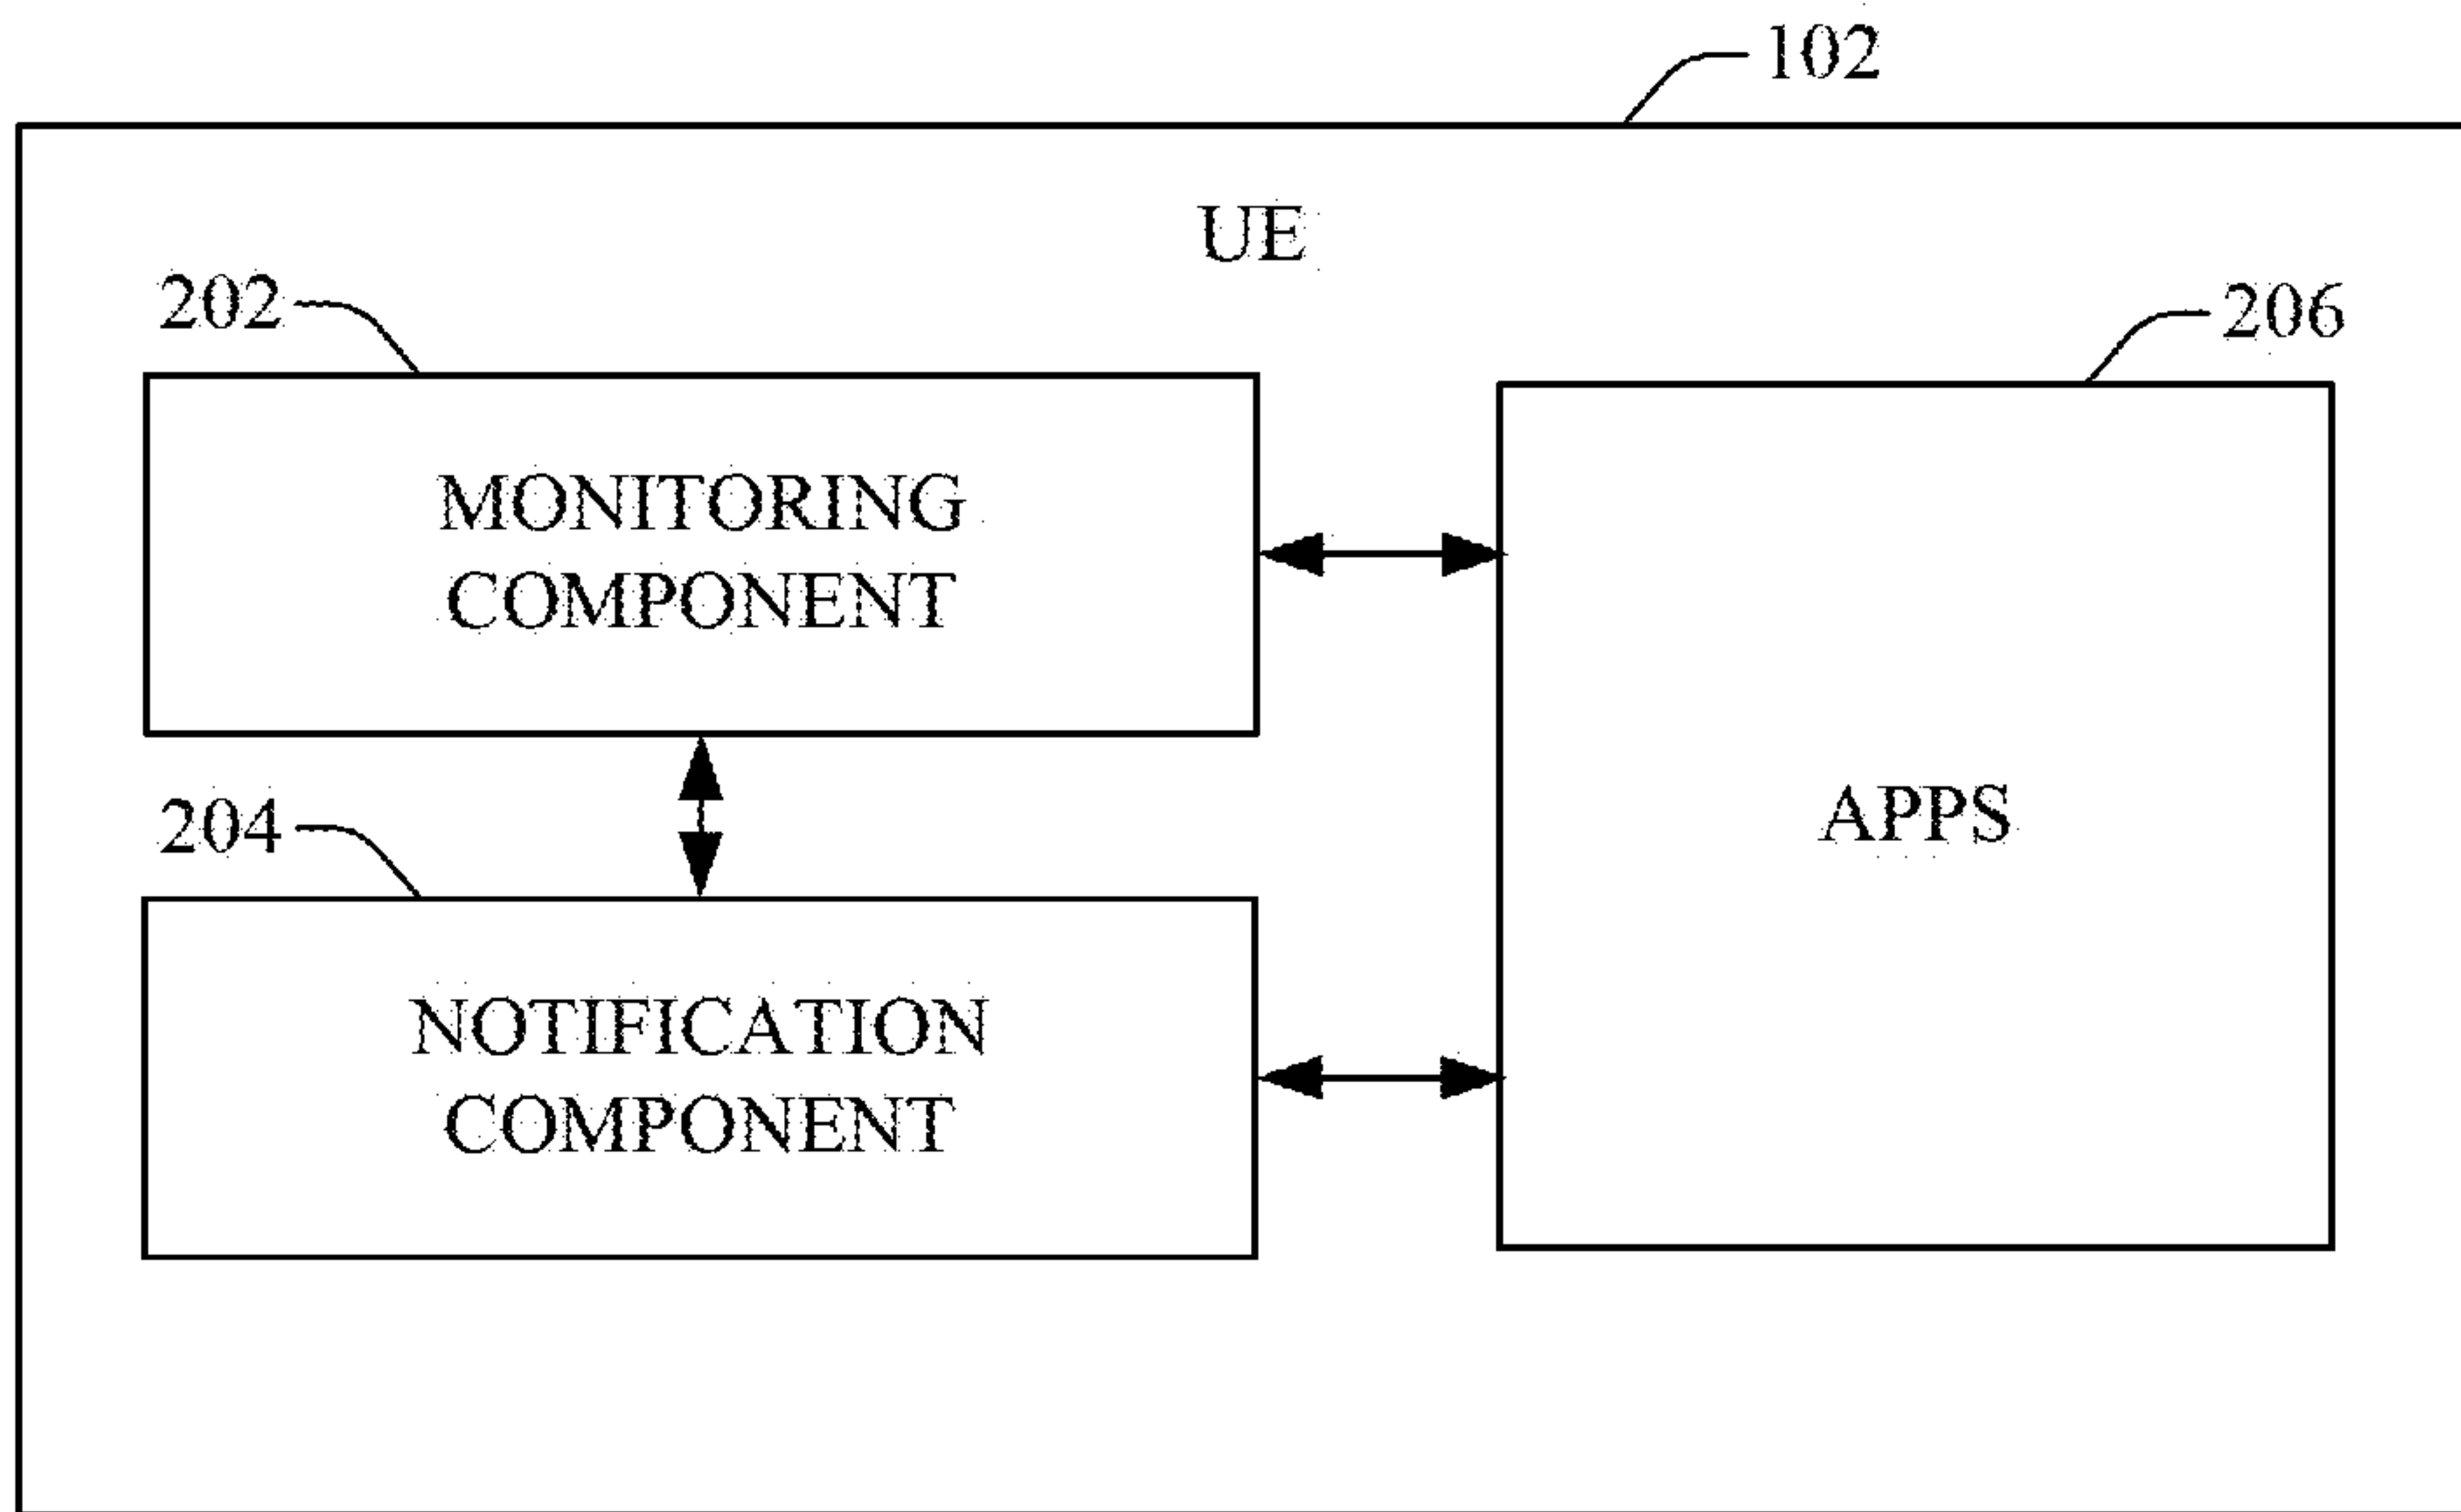 102
UE
202
206
MONITORING
COMPONENT
APPS
204
NOTIFICATION
COMPONENT